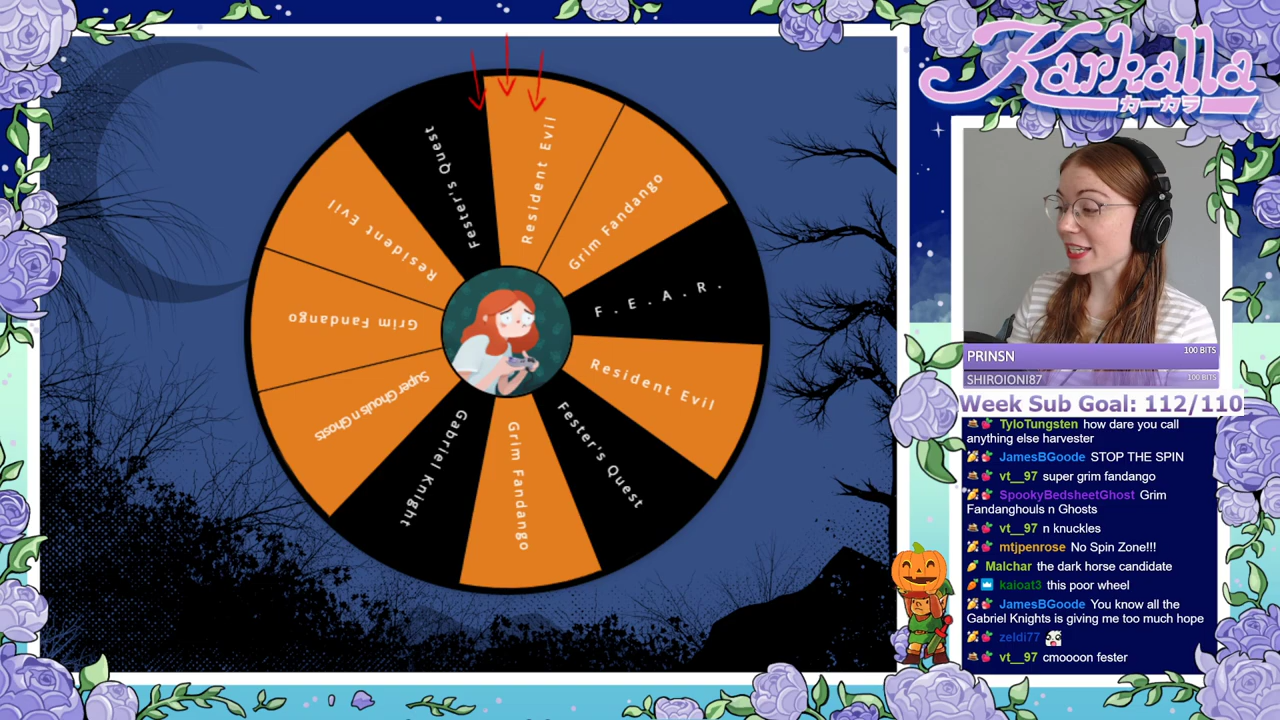 Karkalla
カーカラ
Fester's Quest
Resident Evil
Grim Fandango
F.E.A.R.
Resident Evil
Fester's Quest
Grim Fandango
Gabriel Knight
Super Ghouls n Ghosts
Grim Fandango
Resident Evil
PRINSN 100 BITS
SHIROIONI87 100 BITS
Week Sub Goal: 112/110
TyloTungsten how dare you call
anything else harvester
JamesBGoode STOP THE SPIN
vt__97 super grim fandango
SpookyBedsheetGhost Grim
Fandanghouls n Ghosts
vt__97 n knuckles
mtjpenrose No Spin Zone!!!
Malchar the dark horse candidate
kaioat3 this poor wheel
JamesBGoode You know all the
Gabriel Knights is giving me too much hope
zeldi77
vt__97 cmoooon fester